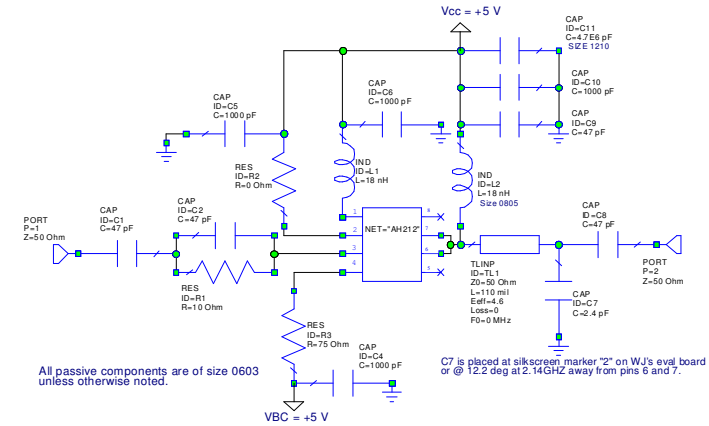 Vcc = +5 V
CAP
ID=C11
C=4.7E6 pF
SIZE 1210
CAP
ID=C10
C=1000 pF
CAP
ID=C9
C=47 pF
CAP
ID=C6
C=1000 pF
CAP
ID=C5
C=1000 pF
RES
ID=R2
R=0 Ohm
IND
ID=L1
L=18 nH
IND
ID=L2
L=18 nH
Size 0805
PORT
P=1
Z=50 Ohm
CAP
ID=C1
C=47 pF
CAP
ID=C2
C=47 pF
RES
ID=R1
R=10 Ohm
1
2
3
4
NET="AH212"
8
7
6
5
TLINP
ID=TL1
Z0=50 Ohm
L=110 mil
Eeff=4.6
Loss=0
F0=0 MHz
CAP
ID=C8
C=47 pF
PORT
P=2
Z=50 Ohm
CAP
ID=C7
C=2.4 pF
RES
ID=R3
R=75 Ohm
CAP
ID=C4
C=1000 pF
VBC = +5 V
All passive components are of size 0603
unless otherwise noted.
C7 is placed at silkscreen marker "2" on WJ's eval board
or @ 12.2 deg at 2.14GHZ away from pins 6 and 7.